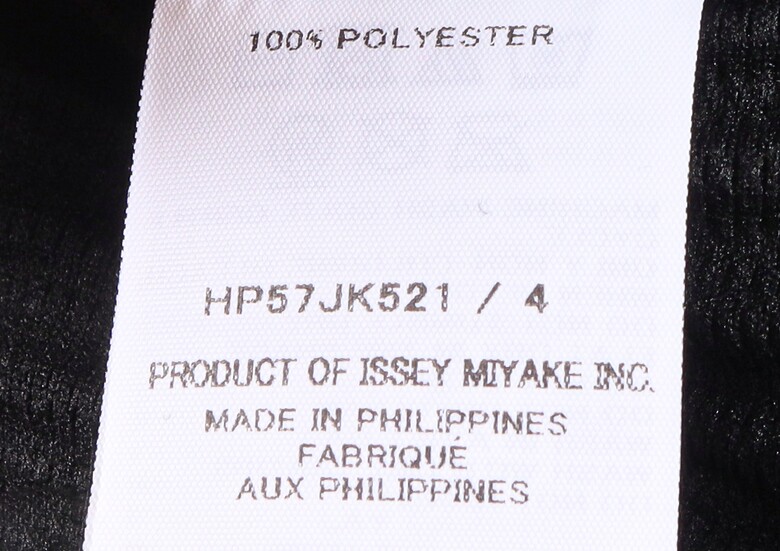 100% POLYESTER
HP57JK521 / 4
PRODUCT OF ISSEY MIYAKE INC.
MADE IN PHILIPPINES
FABRIQUÉ
AUX PHILIPPINES